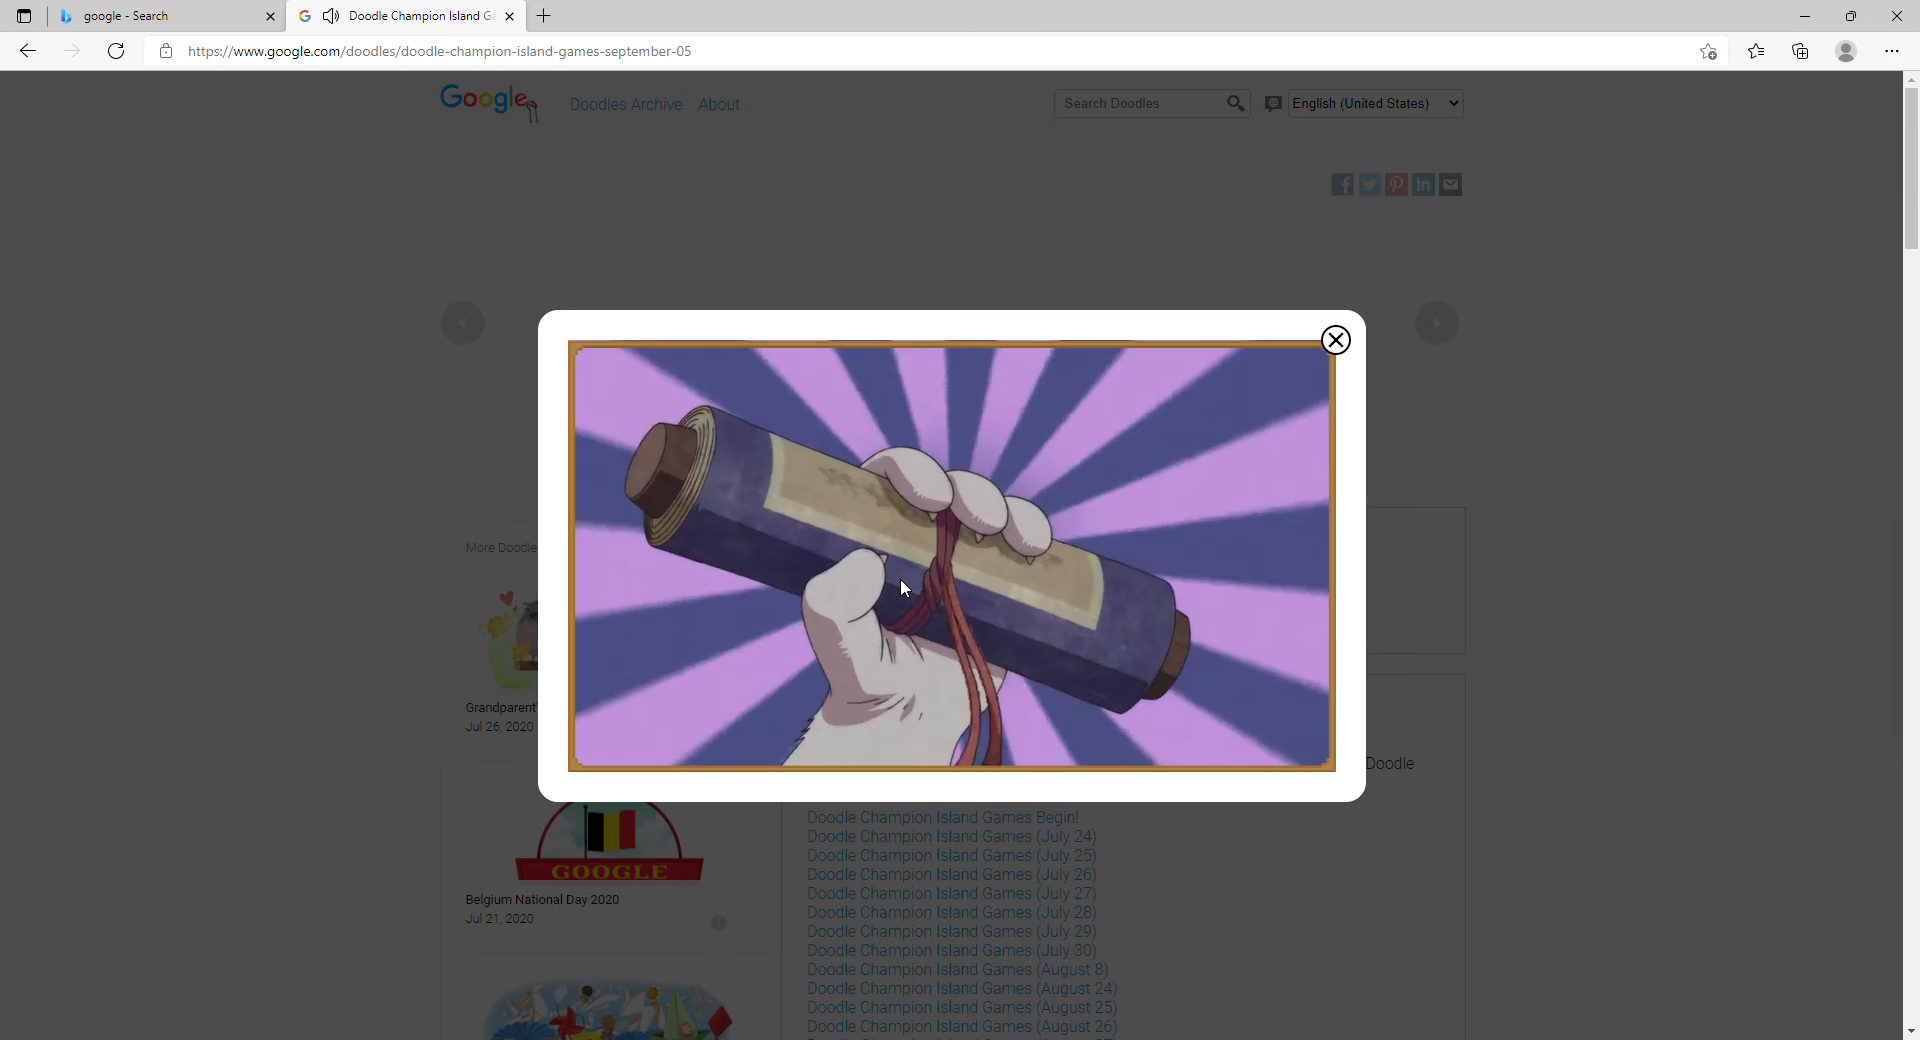 google - Search
Doodle Champion Island Ga
https://www.google.com/doodles/doodle-champion-island-games-september-05
Google
Doodles Archive
About
Search Doodles
English (United States)
More Doodle
Grandparent'
Jul 26, 2020
Doodle
GOOGLE
Belgium National Day 2020
Jul 21, 2020
Doodle Champion Island Games Begin!
Doodle Champion Island Games (July 24)
Doodle Champion Island Games (July 25)
Doodle Champion Island Games (July 26)
Doodle Champion Island Games (July 27)
Doodle Champion Island Games (July 28)
Doodle Champion Island Games (July 29)
Doodle Champion Island Games (July 30)
Doodle Champion Island Games (August 8)
Doodle Champion Island Games (August 24)
Doodle Champion Island Games (August 25)
Doodle Champion Island Games (August 26)